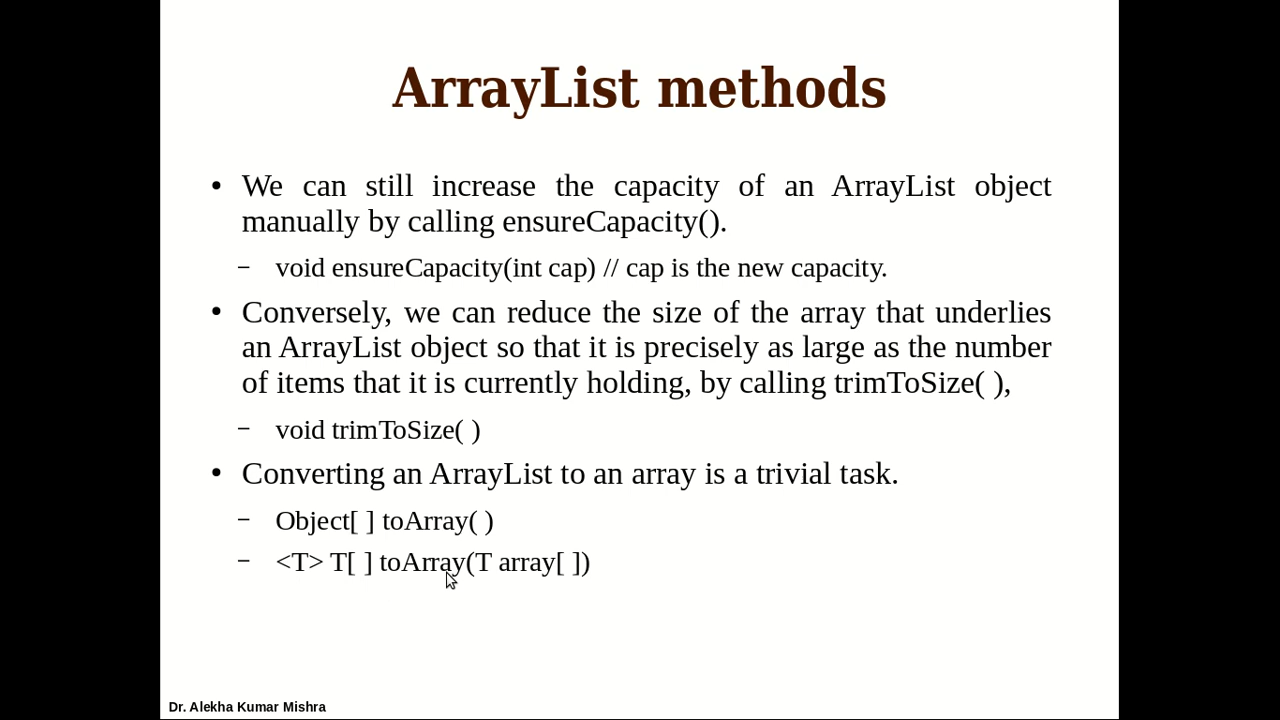 ArrayList methods
• We can still increase the capacity of an ArrayList object
manually by calling ensureCapacity().
– void ensureCapacity(int cap) // cap is the new capacity.
• Conversely, we can reduce the size of the array that underlies
an ArrayList object so that it is precisely as large as the number
of items that it is currently holding, by calling trimToSize( ),
– void trimToSize( )
• Converting an ArrayList to an array is a trivial task.
– Object[ ] toArray( )
– <T> T[ ] toArray(T array[ ])
Dr. Alekha Kumar Mishra